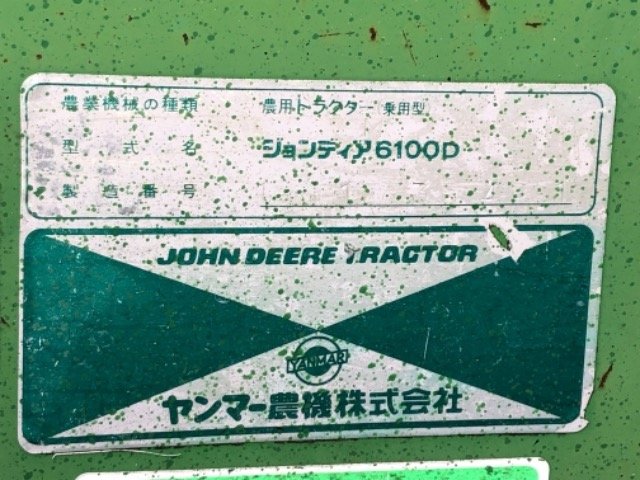 農業機械の種類 農用トラクター 乗用型
型式名 ジョンディア6100D
製造番号
JOHN DEERE TRACTOR
YANMAR
ヤンマー農機株式会社